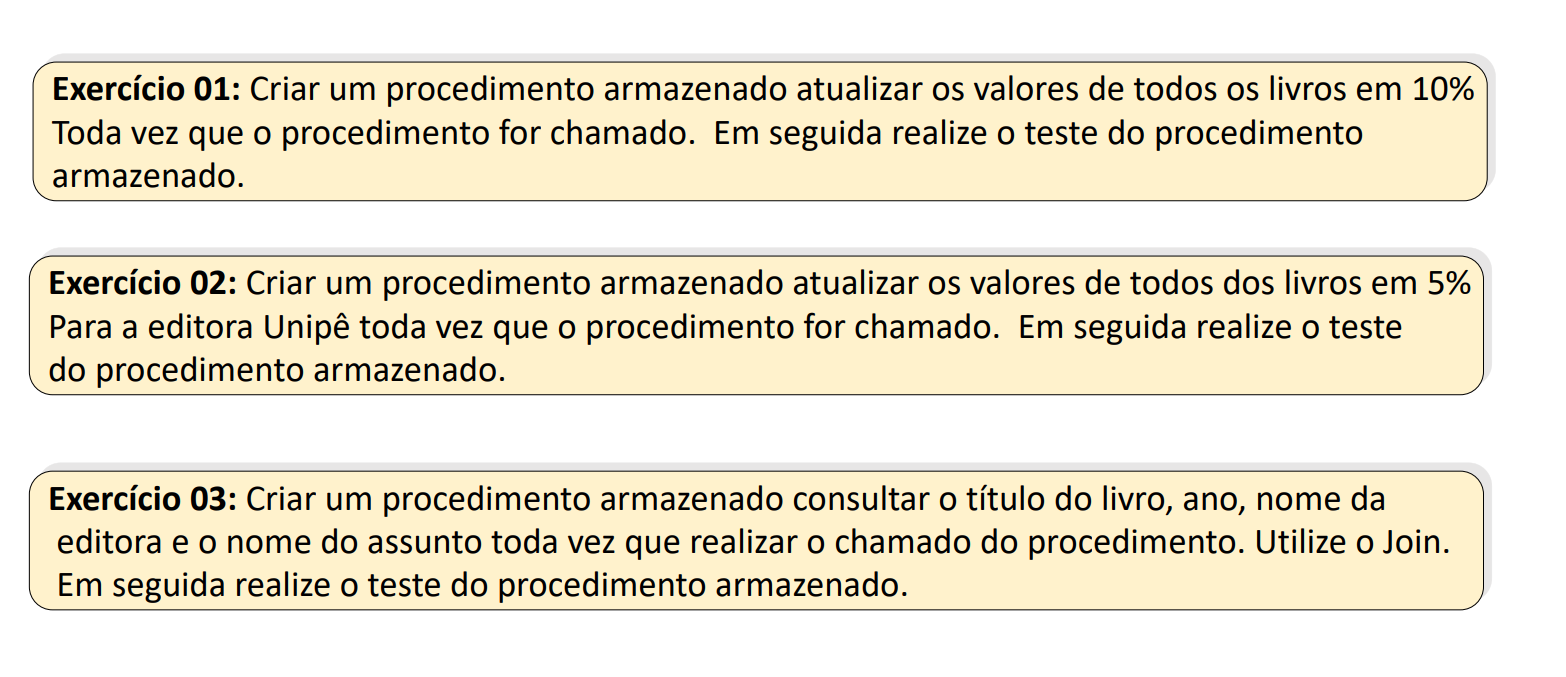 Exercício 01: Criar um procedimento armazenado atualizar os valores de todos os livros em 10%
Toda vez que o procedimento for chamado.  Em seguida realize o teste do procedimento
armazenado.
Exercício 02: Criar um procedimento armazenado atualizar os valores de todos dos livros em 5%
Para a editora Unipê toda vez que o procedimento for chamado.  Em seguida realize o teste
do procedimento armazenado.
Exercício 03: Criar um procedimento armazenado consultar o título do livro, ano, nome da
editora e o nome do assunto toda vez que realizar o chamado do procedimento. Utilize o Join.
Em seguida realize o teste do procedimento armazenado.